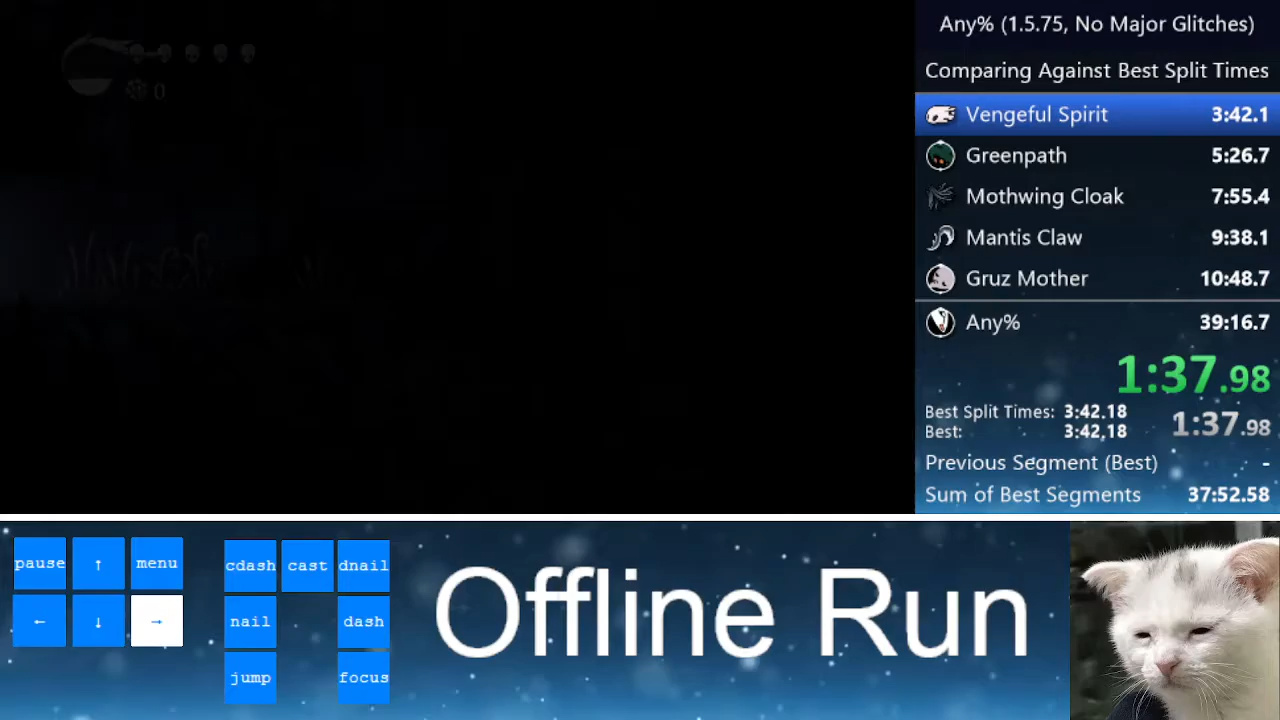 0
Any% (1.5.75, No Major Glitches)
Comparing Against Best Split Times
Vengeful Spirit 3:42.1
Greenpath 5:26.7
Mothwing Cloak 7:55.4
Mantis Claw 9:38.1
Gruz Mother 10:48.7
Any% 39:16.7
1:37.98
Best Split Times: 3:42.18
Best: 3:42.18
1:37.98
Previous Segment (Best) -
Sum of Best Segments 37:52.58
pause ↑ menu
← ↓ →
cdash cast dnail
nail dash
jump focus
Offline Run